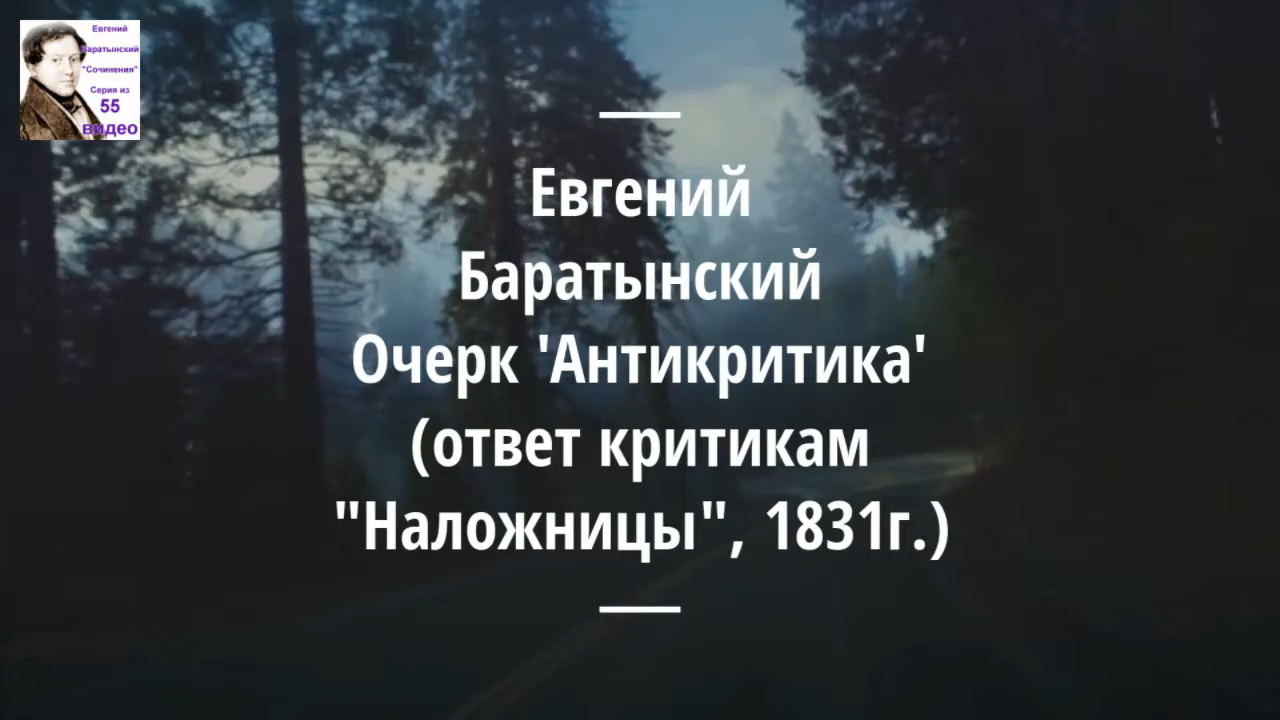 Евгений
Баратынский
"Сочинения"
Серия из
55
видео
Евгений
Баратынский
Очерк 'Антикритика'
(ответ критикам
"Наложницы", 1831г.)